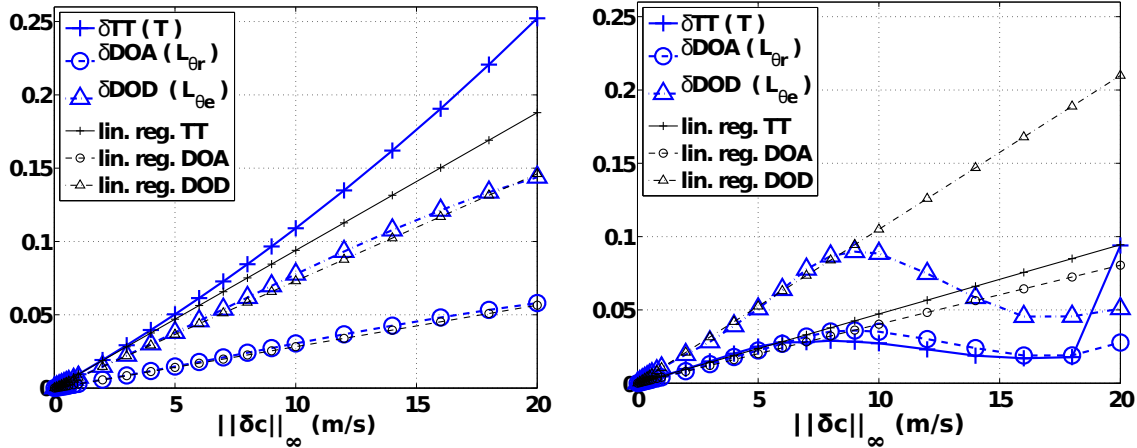 0.25
0.2
0.15
0.1
0.05
0
0
5
10
15
20
||δc||∞ (m/s)
δTT (T)
δDOA (Lθr)
δDOD (Lθe)
lin. reg. TT
lin. reg. DOA
lin. reg. DOD
0.25
0.2
0.15
0.1
0.05
0
0
5
10
15
20
||δc||∞ (m/s)
δTT (T)
δDOA (Lθr)
δDOD (Lθe)
lin. reg. TT
lin. reg. DOA
lin. reg. DOD